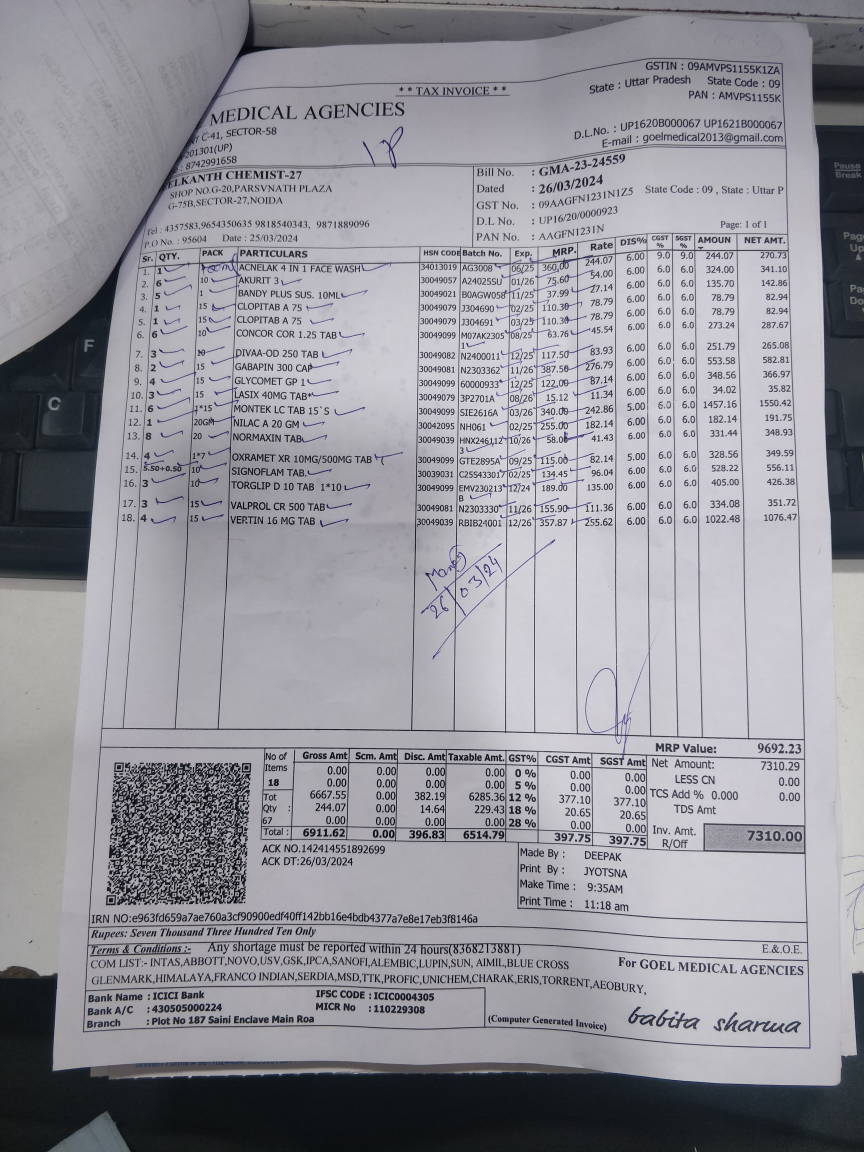 ** TAX INVOICE **
GSTIN : 09AMVPS1155K1ZA
State : Uttar Pradesh State Code : 09
PAN : AMVPS1155K
MEDICAL AGENCIES
C-41, SECTOR-58
201301(UP)
: 8742991658
D.L.No. : UP1620B000067 UP1621B000067
E-mail : goelmedical2013@gmail.com
1P
ELKANTH CHEMIST-27
SHOP NO.G-20,PARSVNATH PLAZA
G-75B,SECTOR-27,NOIDA
Tel : 4357583,9654350635 9818540343, 9871889096
P.O No. : 95604 Date : 25/03/2024
Bill No. : GMA-23-24559
Dated : 26/03/2024
GST No. : 09AAGFN1231N1Z5 State Code : 09 , State : Uttar P
D.L No. : UP16/20/0000923
PAN No. : AAGFN1231N
Page: 1 of 1
Sr. QTY. PACK PARTICULARS HSN CODE Batch No. Exp. MRP. Rate DIS% CGST % SGST % AMOUN NET AMT.
1. 1 ACNELAK 4 IN 1 FACE WASH 34013019 AG3008 06/25 360.00 244.07 6.00 9.0 9.0 244.07 270.73
2. 6 10 AKURIT 3 30049057 A24025SU 01/26 75.60 54.00 6.00 6.0 6.0 324.00 341.10
3. 5 1 BANDY PLUS SUS. 10ML 30049021 B0AGW058 11/25 37.99 27.14 6.00 6.0 6.0 135.70 142.86
4. 1 15 CLOPITAB A 75 30049079 J304690 02/25 110.30 78.79 6.00 6.0 6.0 78.79 82.94
5. 1 15 CLOPITAB A 75 30049079 J304691 03/25 110.30 78.79 6.00 6.0 6.0 78.79 82.94
6. 6 10 CONCOR COR 1.25 TAB 30049099 M07AK2305 08/25 63.76 45.54 6.00 6.0 6.0 273.24 287.67
1
7. 3 10 DIVAA-OD 250 TAB 30049082 N2400011 12/25 117.50 83.93 6.00 6.0 6.0 251.79 265.08
8. 2 15 GABAPIN 300 CAP 30049081 N2303362 11/26 387.50 276.79 6.00 6.0 6.0 553.58 582.81
9. 4 15 GLYCOMET GP 1 30049099 60000933 12/25 122.00 87.14 6.00 6.0 6.0 348.56 366.97
10. 3 15 LASIX 40MG TAB* 30049079 3P2701A 08/26 15.12 11.34 6.00 6.0 6.0 34.02 35.82
11. 6 1*15 MONTEK LC TAB 15`S 30049099 SIE2616A 03/26 340.00 242.86 5.00 6.0 6.0 1457.16 1550.42
12. 1 20GM NILAC A 20 GM 30042095 NH061 02/25 255.00 182.14 6.00 6.0 6.0 182.14 191.75
13. 8 20 NORMAXIN TAB 30049039 HNX246112 10/26 58.00 41.43 6.00 6.0 6.0 331.44 348.93
3
14. 4 1*7 OXRAMET XR 10MG/500MG TAB 30049099 GTE2895A 09/25 115.00 82.14 5.00 6.0 6.0 328.56 349.59
15. 5.50+0.50 10 SIGNOFLAM TAB. 30039031 C25S433017 02/25 134.45 96.04 6.00 6.0 6.0 528.22 556.11
16. 3 10 TORGLIP D 10 TAB 1*10 30049099 EMV230213 12/24 189.00 135.00 6.00 6.0 6.0 405.00 426.38
B
17. 3 15 VALPROL CR 500 TAB 30049081 N2303330 11/26 155.90 111.36 6.00 6.0 6.0 334.08 351.72
18. 4 15 VERTIN 16 MG TAB 30049039 RBIB24001 12/26 357.87 255.62 6.00 6.0 6.0 1022.48 1076.47
26/03/24
MRP Value: 9692.23
No of Items 18 Tot Qty : 67
Gross Amt Scm. Amt Disc. Amt Taxable Amt. GST% CGST Amt SGST Amt
0.00 0.00 0.00 0.00 0 % 0.00 0.00
0.00 0.00 0.00 0.00 5 % 0.00 0.00
6667.55 0.00 382.19 6285.36 12 % 377.10 377.10
244.07 0.00 14.64 229.43 18 % 20.65 20.65
0.00 0.00 0.00 0.00 28 % 0.00 0.00
Total : 6911.62 0.00 396.83 6514.79 397.75 397.75
Net Amount: 7310.29
LESS CN 0.00
TCS Add % 0.000 0.00
TDS Amt
Inv. Amt. R/Off 7310.00
ACK NO.142414551892699
ACK DT:26/03/2024
Made By : DEEPAK
Print By : JYOTSNA
Make Time : 9:35AM
Print Time : 11:18 am
IRN NO:e963fd659a7ae760a3cf90900edf40ff142bb16e4bdb4377a7e8e17eb3f8146a
Rupees: Seven Thousand Three Hundred Ten Only
Terms & Conditions :- Any shortage must be reported within 24 hours(8368213881) E.&O.E.
COM LIST:- INTAS,ABBOTT,NOVO,USV,GSK,IPCA,SANOFI,ALEMBIC,LUPIN,SUN, AIMIL,BLUE CROSS
GLENMARK,HIMALAYA,FRANCO INDIAN,SERDIA,MSD,TTK,PROFIC,UNICHEM,CHARAK,ERIS,TORRENT,AEOBURY,
For GOEL MEDICAL AGENCIES
Bank Name : ICICI Bank IFSC CODE : ICIC0004305
Bank A/C : 430505000224 MICR No : 110229308
Branch : Plot No 187 Saini Enclave Main Roa
(Computer Generated Invoice)
babita sharma
Pause
Break
F
C